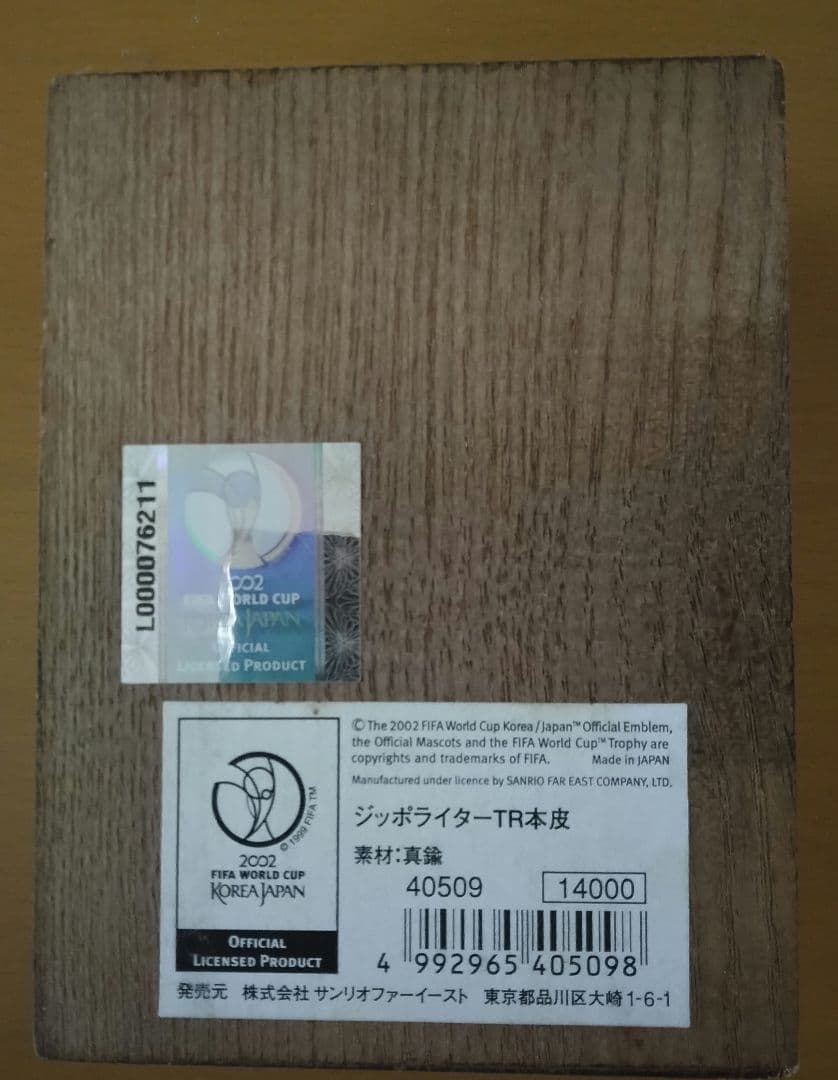 L000076211
2002
FIFA WORLD CUP
KOREA JAPAN
OFFICIAL
LICENSED PRODUCT
© The 2002 FIFA World Cup Korea/Japan™ Official Emblem,
the Official Mascots and the FIFA World Cup™ Trophy are
copyrights and trademarks of FIFA. Made in JAPAN
Manufactured under licence by SANRIO FAR EAST COMPANY, LTD.
© 1999 FIFA TM
2002
FIFA WORLD CUP
KOREA JAPAN
OFFICIAL
LICENSED PRODUCT
ジッポライターTR本皮
素材:真鍮
40509 14000
4 992965 405098
発売元 株式会社 サンリオファーイースト 東京都品川区大崎1-6-1